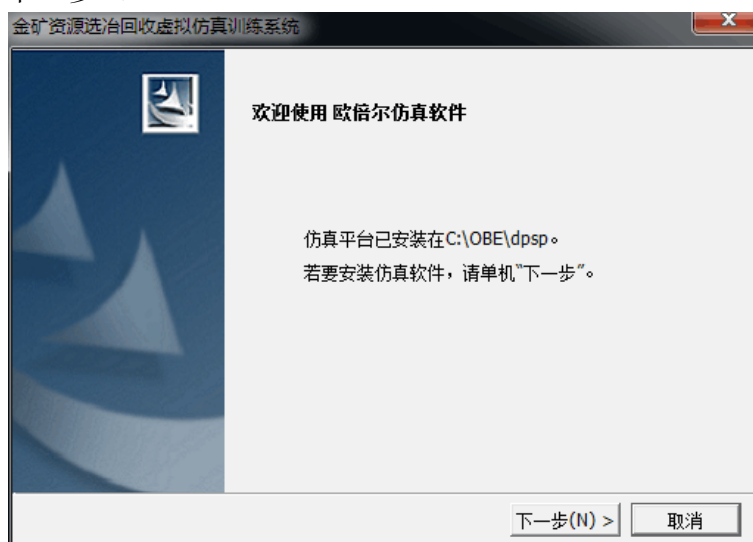 金矿资源选冶回收虚拟仿真训练系统
欢迎使用 欧倍尔仿真软件
仿真平台已安装在C:\OBE\dpsp。
若要安装仿真软件，请单机“下一步”。
下一步(N) >
取消